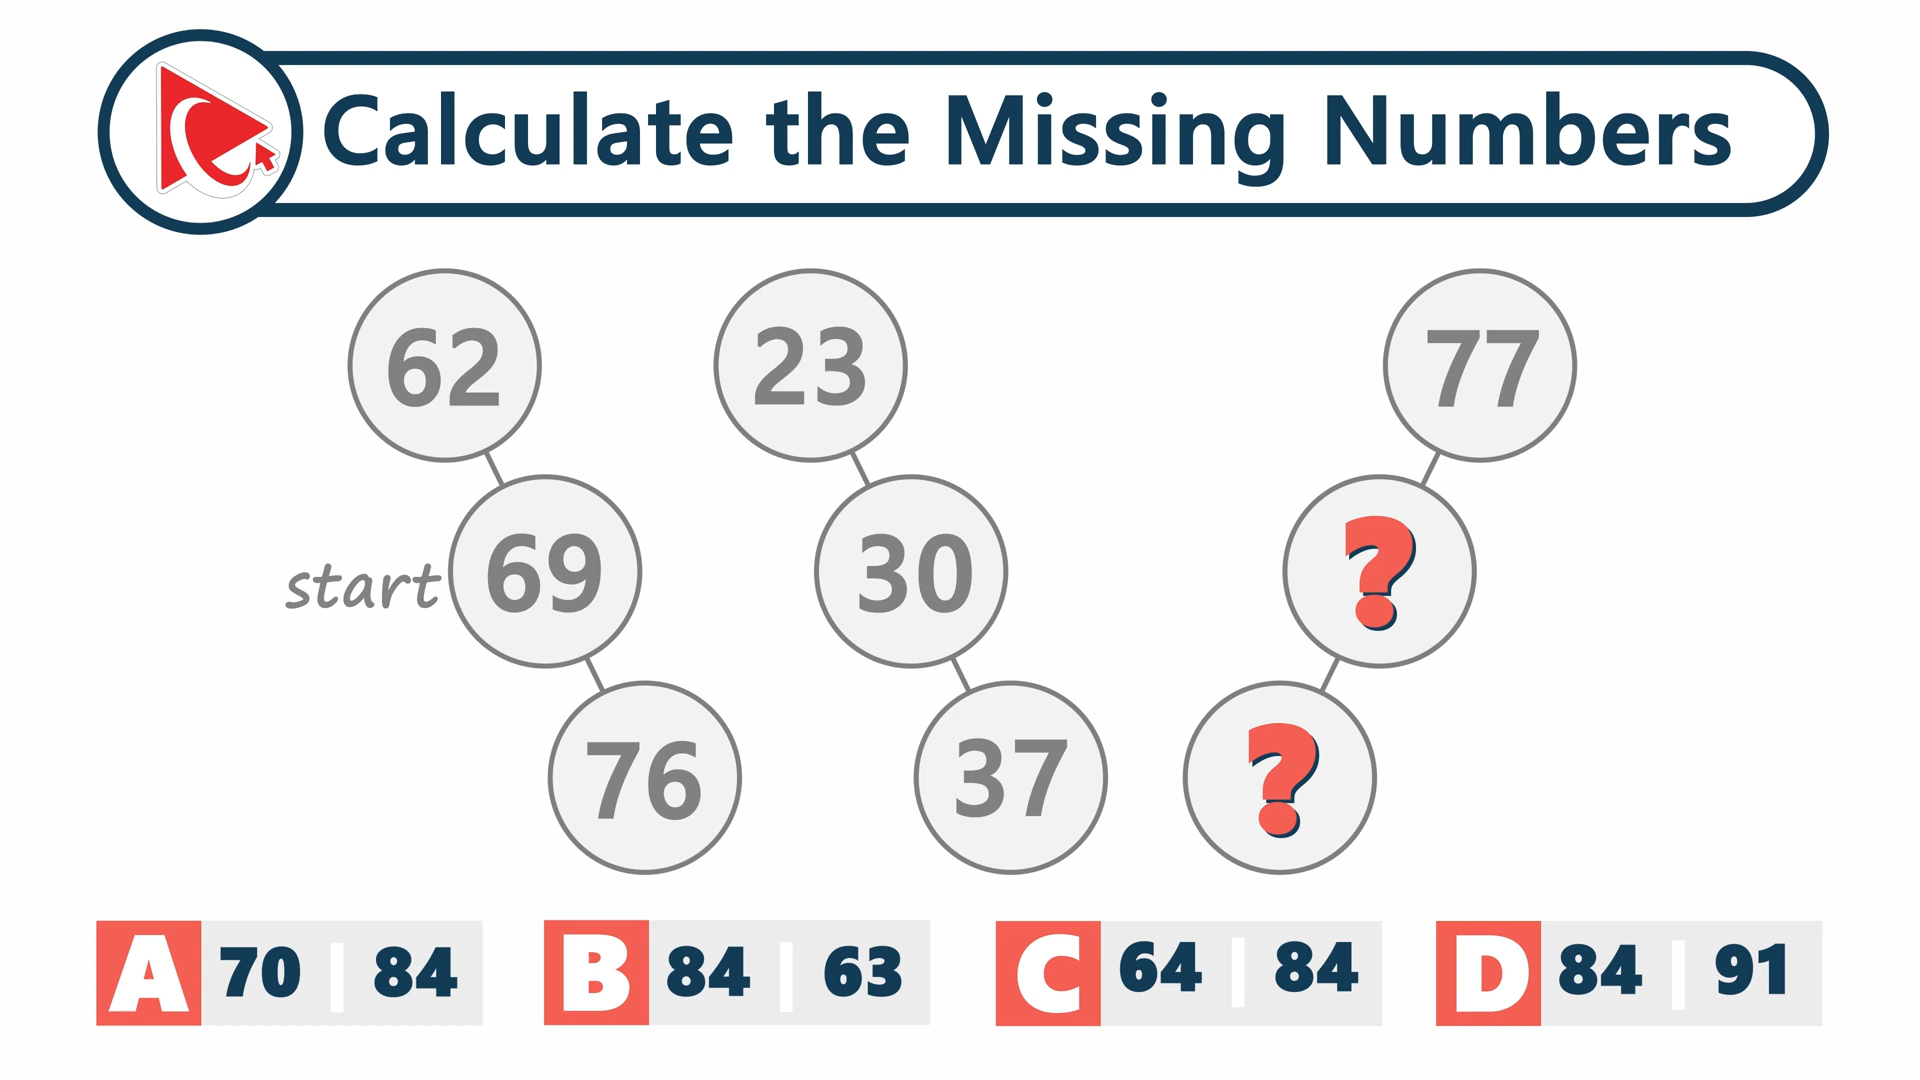 Calculate the Missing Numbers
62 23 77
start 69 30 ?
76 37 ?
A 70 84 B 84 63 C 64 84 D 84 91